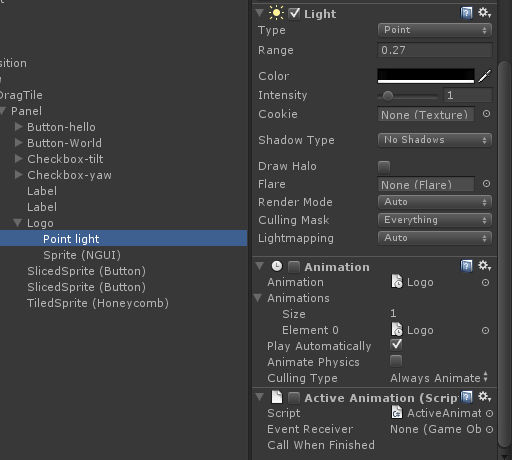 sition
DragTile
Panel
Button-hello
Button-World
Checkbox-tilt
Checkbox-yaw
Label
Label
Logo
Point light
Sprite (NGUI)
SlicedSprite (Button)
SlicedSprite (Button)
TiledSprite (Honeycomb)
Light
Type Point
Range 0.27
Color
Intensity 1
Cookie None (Texture)
Shadow Type No Shadows
Draw Halo
Flare None (Flare)
Render Mode Auto
Culling Mask Everything
Lightmapping Auto
Animation
Animation Logo
Animations
Size 1
Element 0 Logo
Play Automatically
Animate Physics
Culling Type Always Animate
Active Animation (Scrip
Script ActiveAnimat
Event Receiver None (Game Ob
Call When Finished